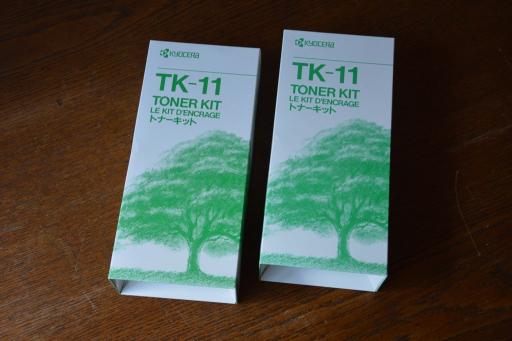 KYOCERA
TK-11
TONER KIT
LE KIT D'ENCRAGE
トナーキット
KYOCERA
TK-11
TONER KIT
LE KIT D'ENCRAGE
トナーキット